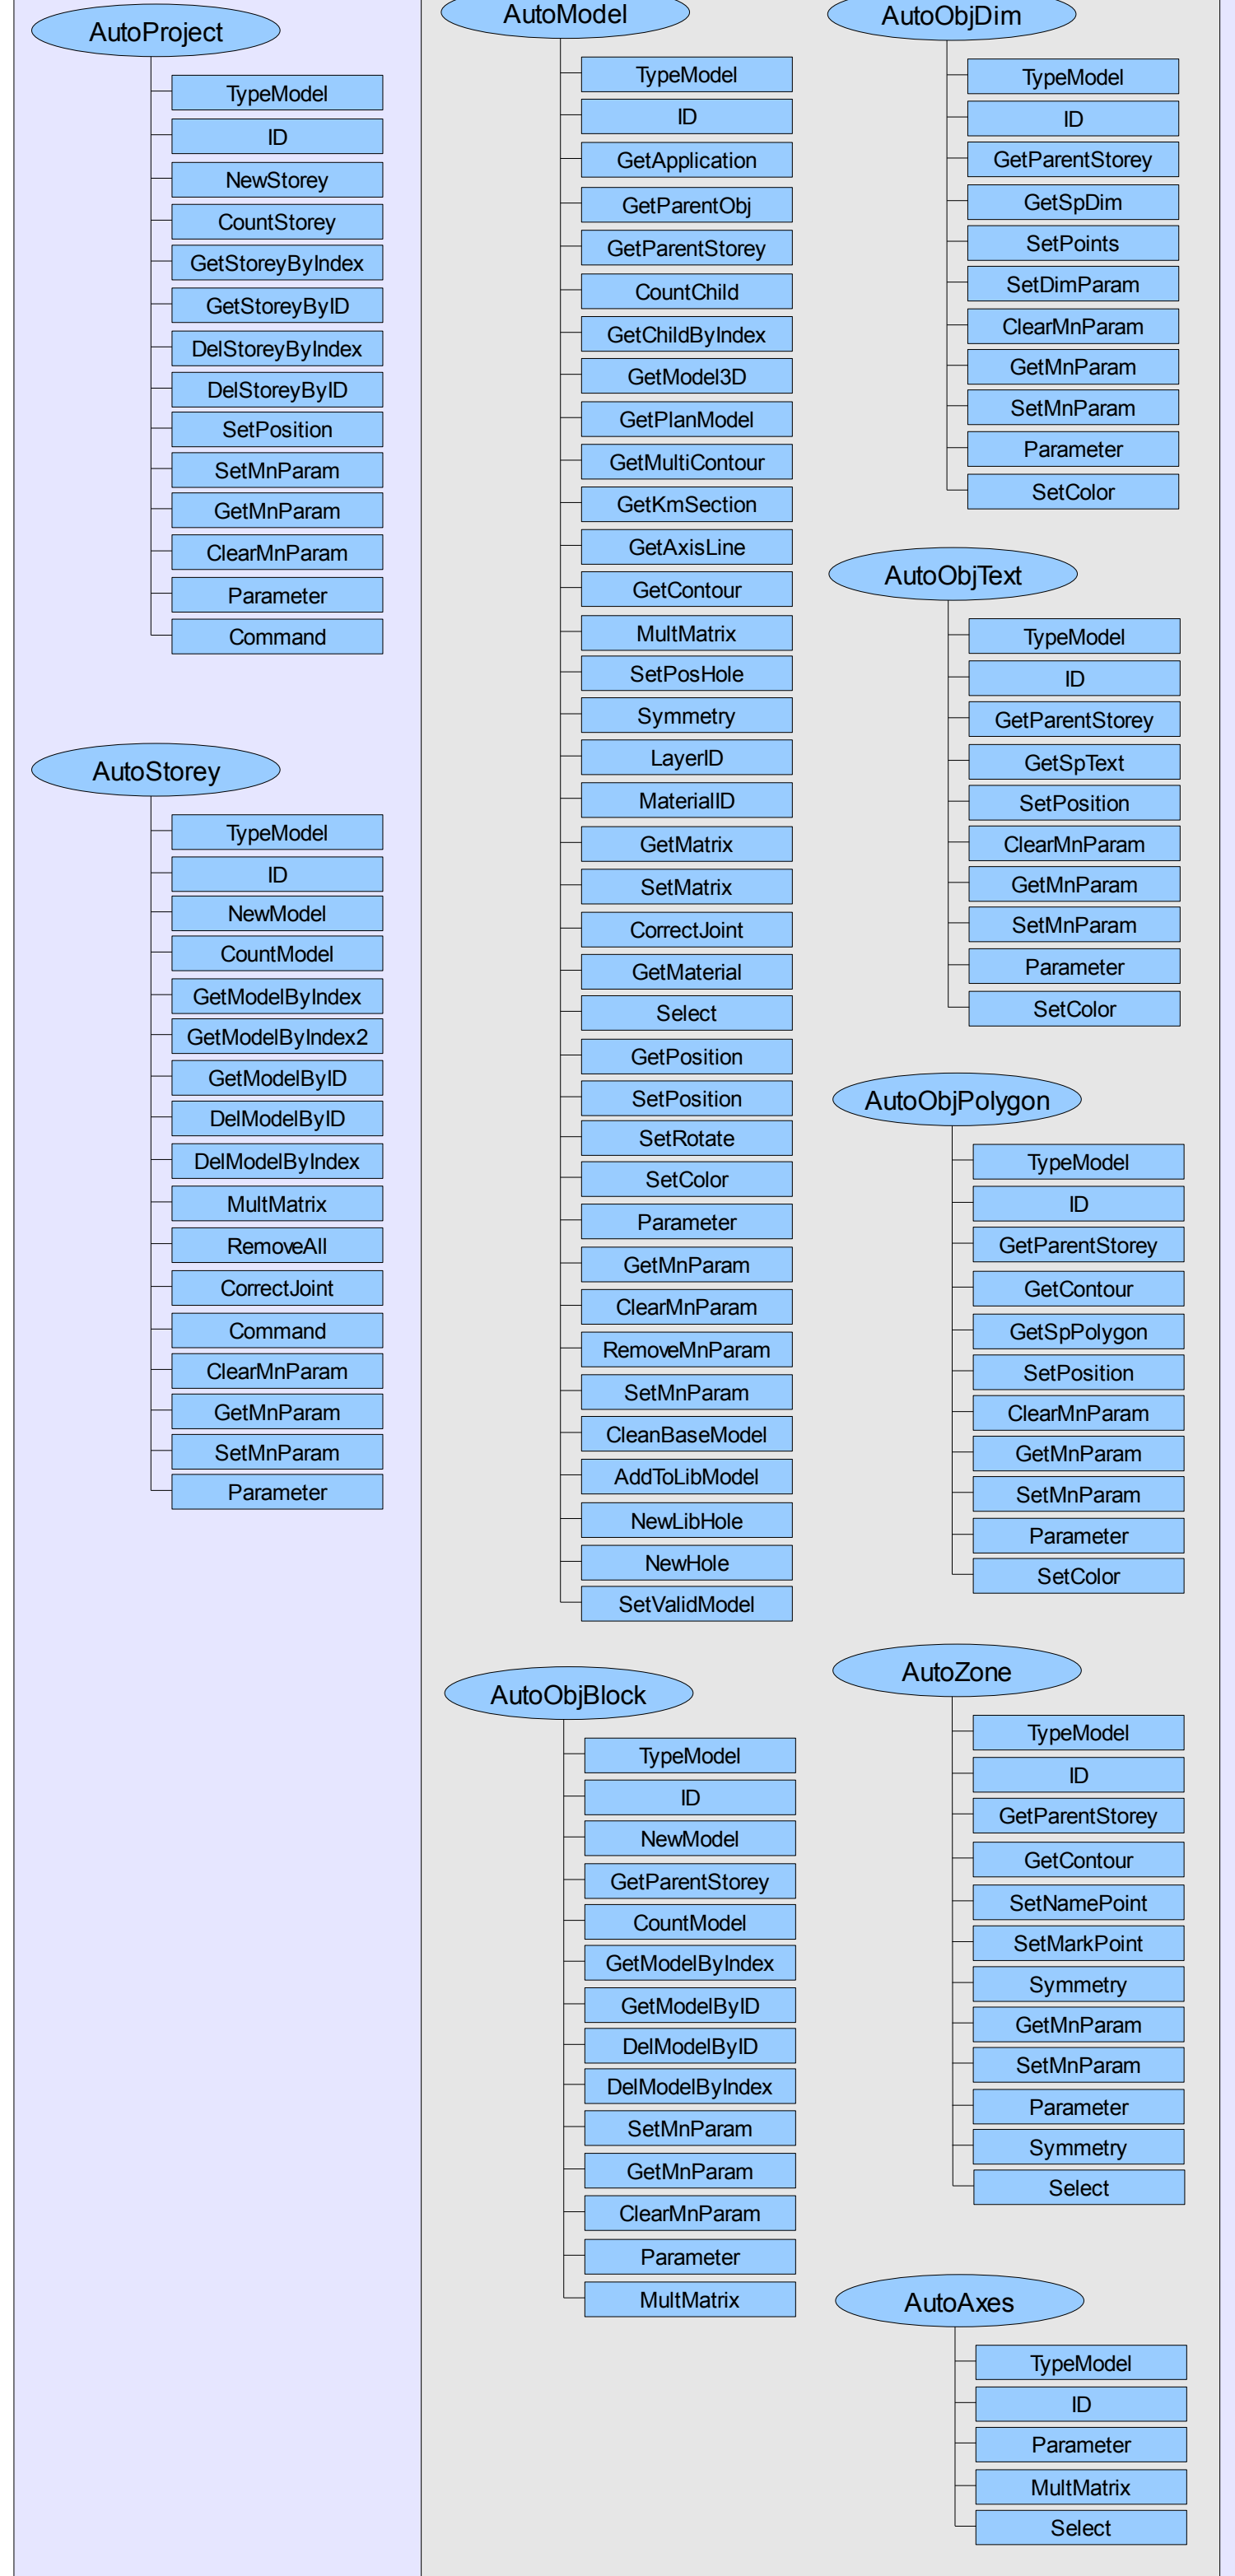 AutoProject
TypeModel
ID
NewStorey
CountStorey
GetStoreyByIndex
GetStoreyByID
DelStoreyByIndex
DelStoreyByID
SetPosition
SetMnParam
GetMnParam
ClearMnParam
Parameter
Command
AutoStorey
TypeModel
ID
NewModel
CountModel
GetModelByIndex
GetModelByIndex2
GetModelByID
DelModelByID
DelModelByIndex
MultMatrix
RemoveAll
CorrectJoint
Command
ClearMnParam
GetMnParam
SetMnParam
Parameter
AutoModel
TypeModel
ID
GetApplication
GetParentObj
GetParentStorey
CountChild
GetChildByIndex
GetModel3D
GetPlanModel
GetMultiContour
GetKmSection
GetAxisLine
GetContour
MultMatrix
SetPosHole
Symmetry
LayerID
MaterialID
GetMatrix
SetMatrix
CorrectJoint
GetMaterial
Select
GetPosition
SetPosition
SetRotate
SetColor
Parameter
GetMnParam
ClearMnParam
RemoveMnParam
SetMnParam
CleanBaseModel
AddToLibModel
NewLibHole
NewHole
SetValidModel
AutoObjBlock
TypeModel
ID
NewModel
GetParentStorey
CountModel
GetModelByIndex
GetModelByID
DelModelByID
DelModelByIndex
SetMnParam
GetMnParam
ClearMnParam
Parameter
MultMatrix
AutoObjDim
TypeModel
ID
GetParentStorey
GetSpDim
SetPoints
SetDimParam
ClearMnParam
GetMnParam
SetMnParam
Parameter
SetColor
AutoObjText
TypeModel
ID
GetParentStorey
GetSpText
SetPosition
ClearMnParam
GetMnParam
SetMnParam
Parameter
SetColor
AutoObjPolygon
TypeModel
ID
GetParentStorey
GetContour
GetSpPolygon
SetPosition
ClearMnParam
GetMnParam
SetMnParam
Parameter
SetColor
AutoZone
TypeModel
ID
GetParentStorey
GetContour
SetNamePoint
SetMarkPoint
Symmetry
GetMnParam
SetMnParam
Parameter
Symmetry
Select
AutoAxes
TypeModel
ID
Parameter
MultMatrix
Select